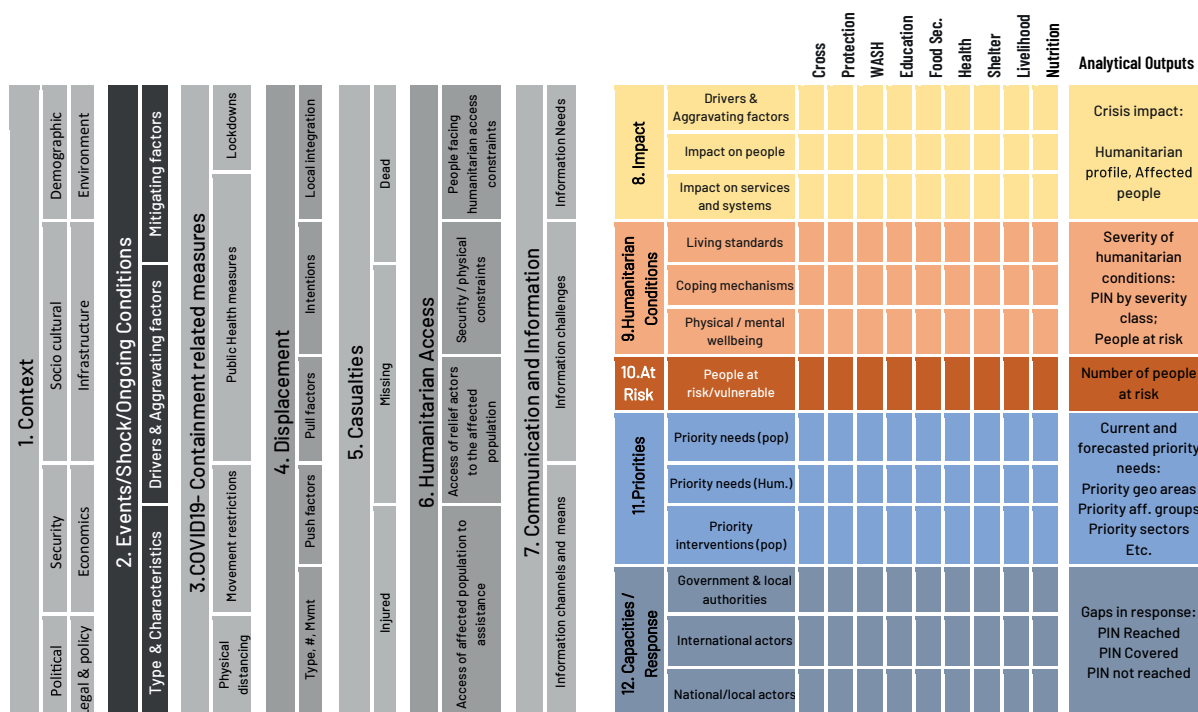 1. Context
Political
Security
Socio cultural
Demographic
Legal & policy
Economics
Infrastructure
Environment
2. Events/Shock/Ongoing Conditions
Type & Characteristics
Drivers & Aggravating factors
Mitigating factors
3.COVID19- Containment related measures
Physical
distancing
Movement restrictions
Public Health measures
Lockdowns
4. Displacement
Type, #, Mvmt
Push factors
Pull factors
Intentions
Local integration
5. Casualties
Injured
Missing
Dead
6. Humanitarian Access
Access of affected population to
assistance
Access of relief actors
to the affected
population
Security / physical
constraints
People facing
humanitarian access
constraints
7. Communication and Information
Information channels and means
Information challenges
Information Needs
Cross
Protection
WASH
Education
Food Sec.
Health
Shelter
Livelihood
Nutrition
Analytical Outputs
8. Impact
Drivers &
Aggravating factors
Impact on people
Impact on services
and systems
Crisis impact:
Humanitarian
profile, Affected
people
9.Humanitarian
Conditions
Living standards
Coping mechanisms
Physical / mental
wellbeing
Severity of
humanitarian
conditions:
PIN by severity
class;
People at risk
10.At
Risk
People at
risk/vulnerable
Number of people
at risk
11.Priorities
Priority needs (pop)
Priority needs (Hum.)
Priority
interventions (pop)
Current and
forecasted priority
needs:
Priority geo areas
Priority aff. groups
Priority sectors
Etc.
12. Capacities /
Response
Government & local
authorities
International actors
National/local actors
Gaps in response:
PIN Reached
PIN Covered
PIN not reached